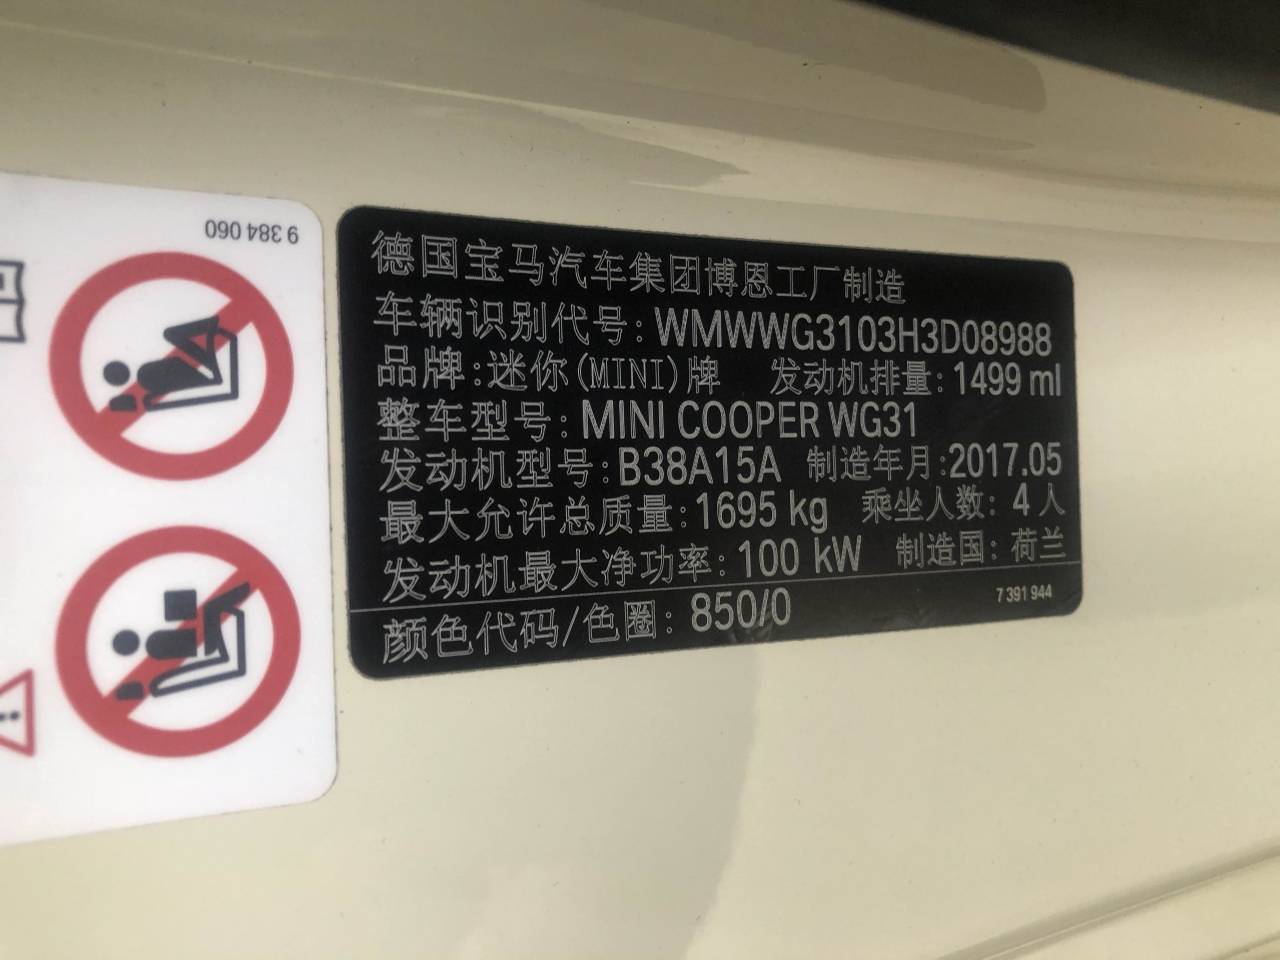 9 384 060
德国宝马汽车集团博恩工厂制造
车辆识别代号: WMWWG3103H3D08988
品牌:迷你(MINI)牌 发动机排量: 1499 ml
整车型号: MINI COOPER WG31
发动机型号: B38A15A 制造年月:2017.05
最大允许总质量: 1695 kg 乘坐人数: 4 人
发动机最大净功率: 100 kW 制造国: 荷兰
颜色代码/色圈: 850/0
7 391 944